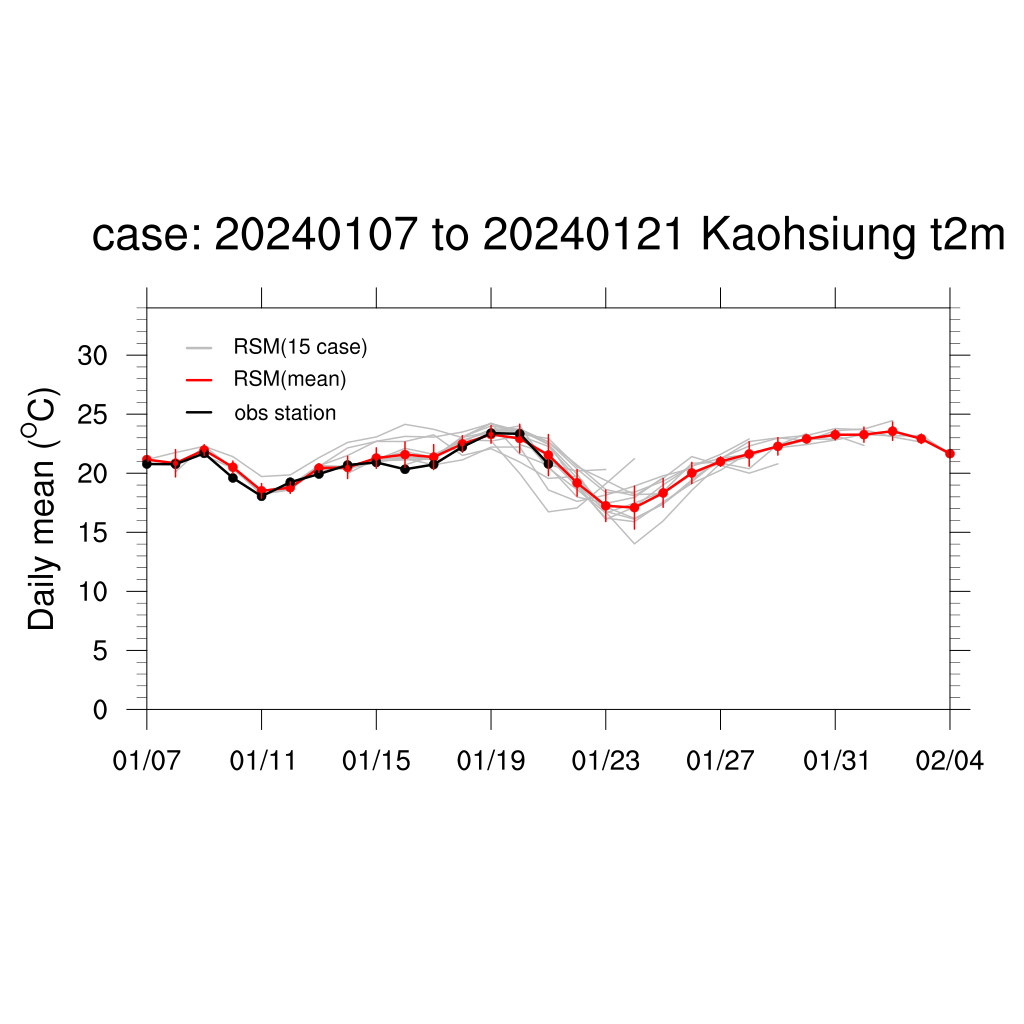 case: 20240107 to 20240121 Kaohsiung t2m
RSM(15 case)
RSM(mean)
obs station
Daily mean (OC)
30
25
20
15
10
5
0
01/07 01/11 01/15 01/19 01/23 01/27 01/31 02/04